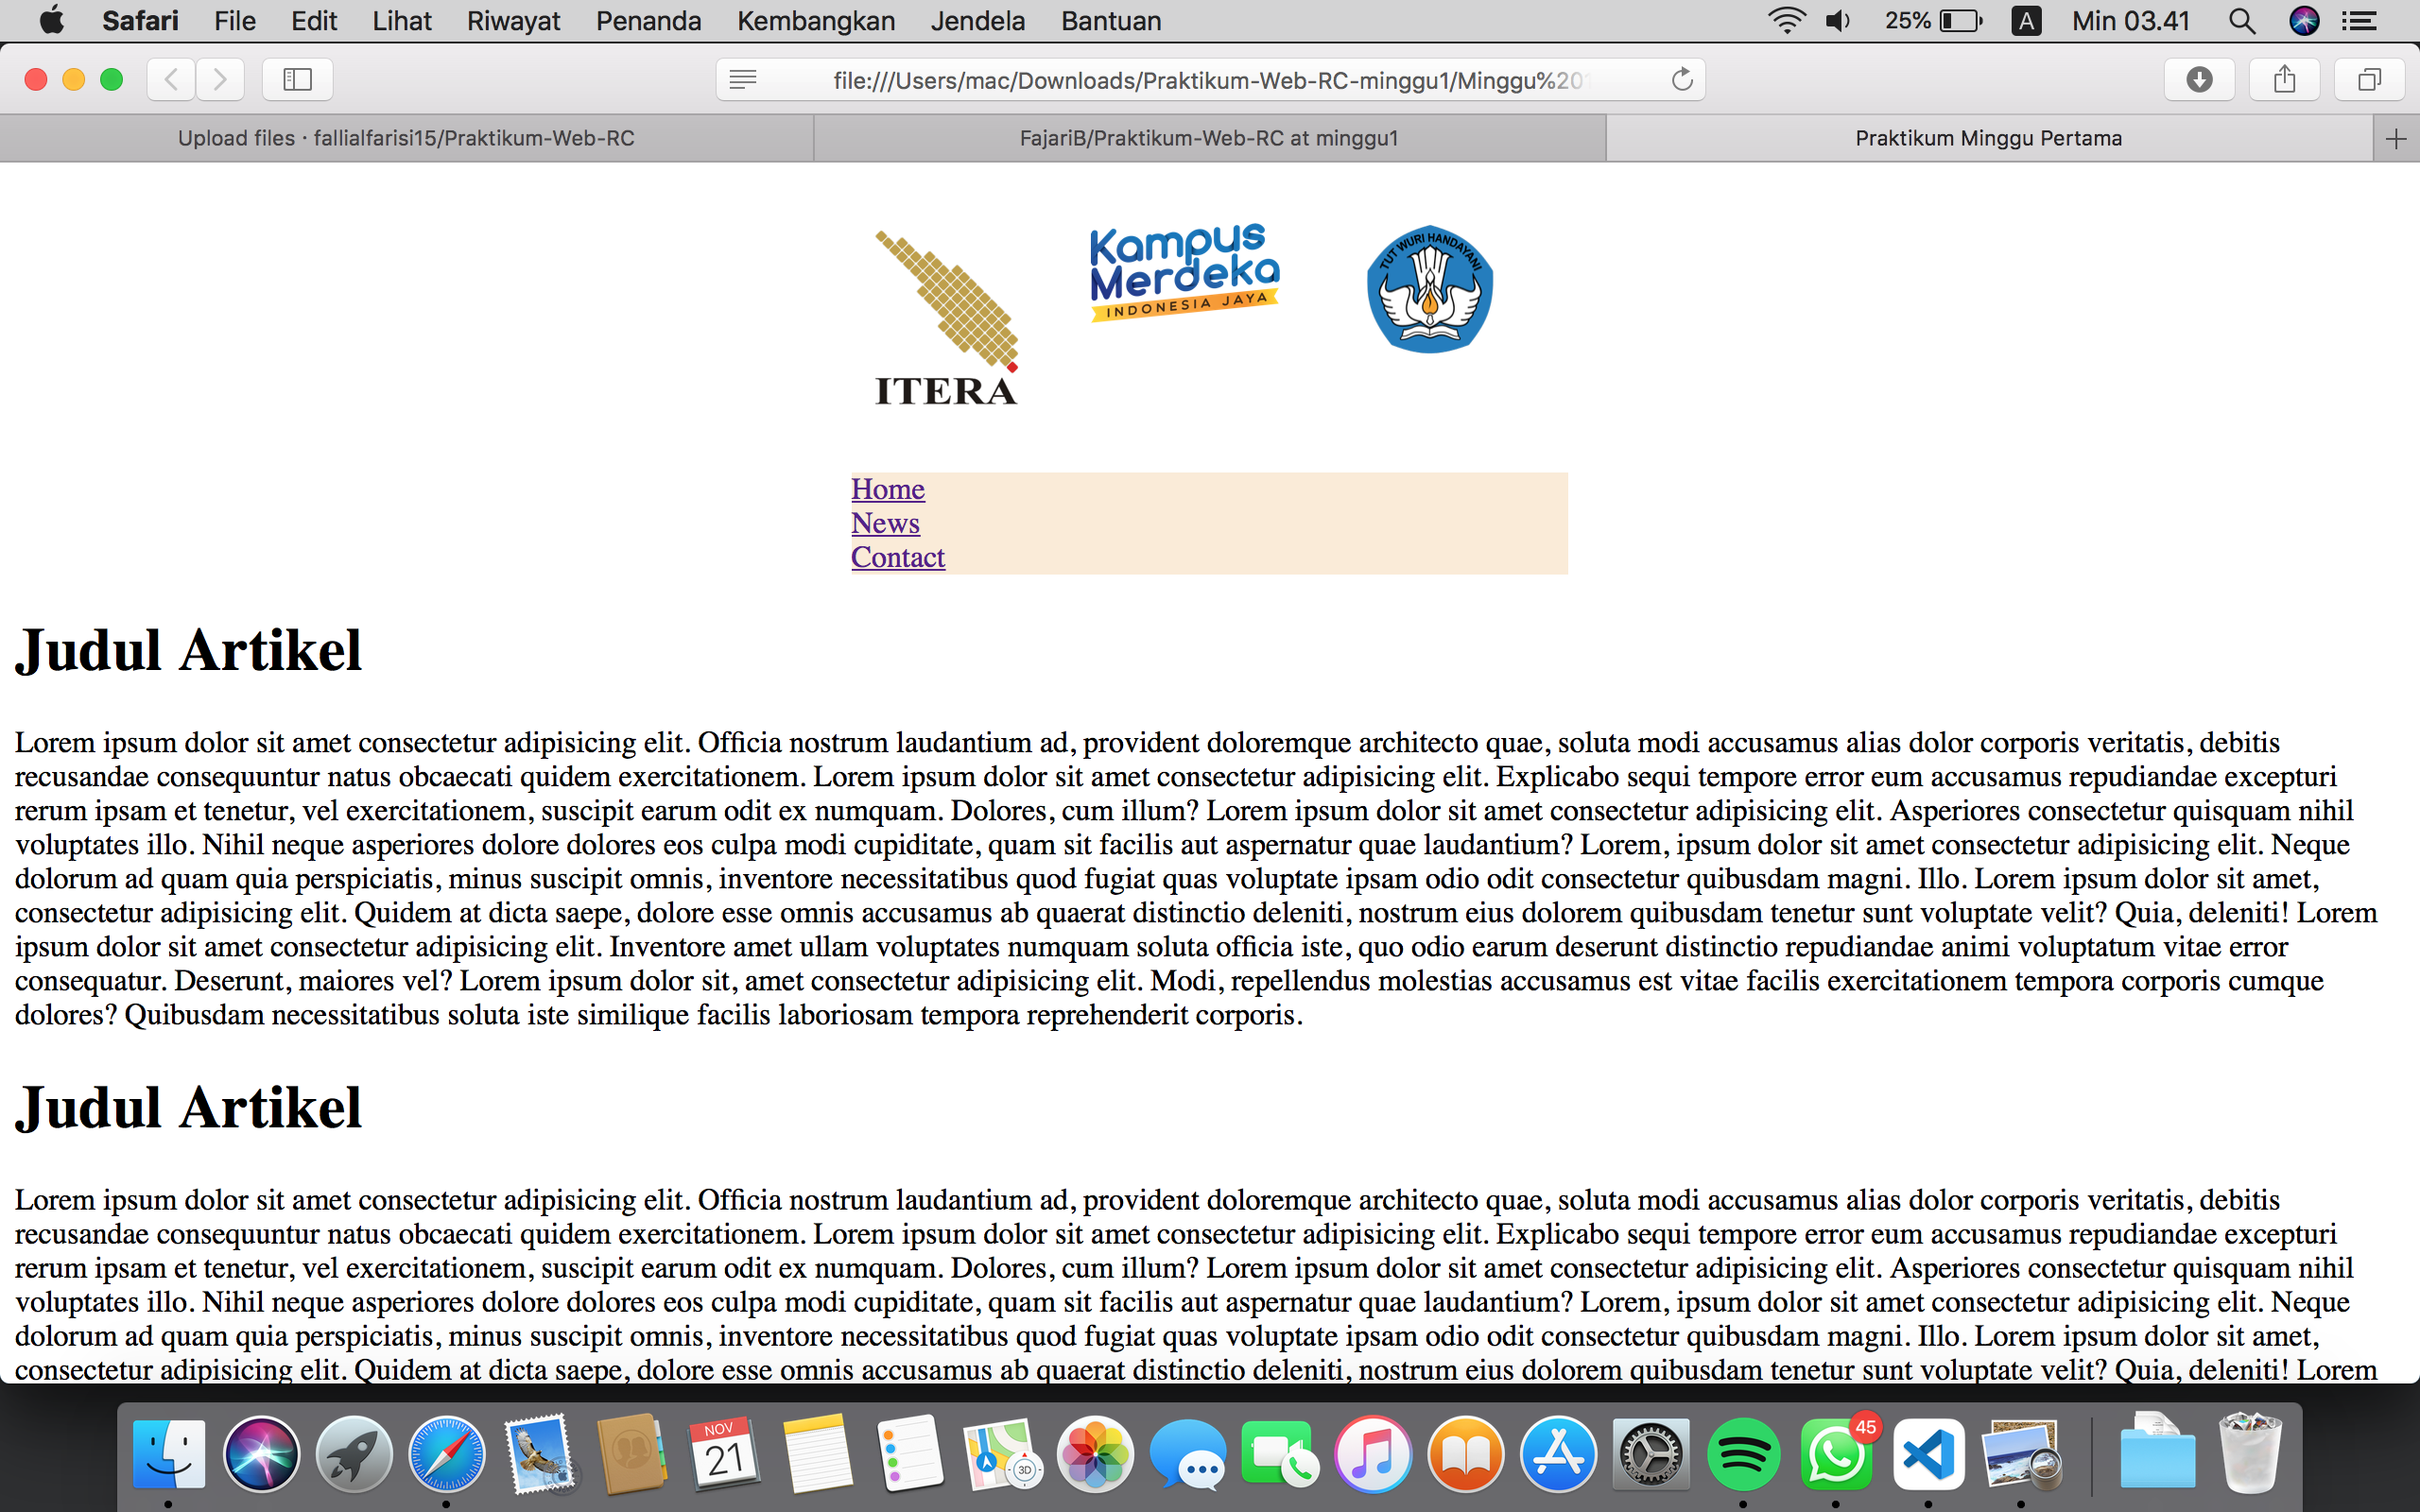 Safari File Edit Lihat Riwayat Penanda Kembangkan Jendela Bantuan 25% A Min 03.41
file:///Users/mac/Downloads/Praktikum-Web-RC-minggu1/Minggu%20
Upload files · fallialfarisi15/Praktikum-Web-RC FajariB/Praktikum-Web-RC at minggu1 Praktikum Minggu Pertama
ITERA
Kampus
Merdeka
INDONESIA JAYA
TUT WURI HANDAYANI
Home
News
Contact
Judul Artikel
Lorem ipsum dolor sit amet consectetur adipisicing elit. Officia nostrum laudantium ad, provident doloremque architecto quae, soluta modi accusamus alias dolor corporis veritatis, debitis
recusandae consequuntur natus obcaecati quidem exercitationem. Lorem ipsum dolor sit amet consectetur adipisicing elit. Explicabo sequi tempore error eum accusamus repudiandae excepturi
rerum ipsam et tenetur, vel exercitationem, suscipit earum odit ex numquam. Dolores, cum illum? Lorem ipsum dolor sit amet consectetur adipisicing elit. Asperiores consectetur quisquam nihil
voluptates illo. Nihil neque asperiores dolore dolores eos culpa modi cupiditate, quam sit facilis aut aspernatur quae laudantium? Lorem, ipsum dolor sit amet consectetur adipisicing elit. Neque
dolorum ad quam quia perspiciatis, minus suscipit omnis, inventore necessitatibus quod fugiat quas voluptate ipsam odio odit consectetur quibusdam magni. Illo. Lorem ipsum dolor sit amet,
consectetur adipisicing elit. Quidem at dicta saepe, dolore esse omnis accusamus ab quaerat distinctio deleniti, nostrum eius dolorem quibusdam tenetur sunt voluptate velit? Quia, deleniti! Lorem
ipsum dolor sit amet consectetur adipisicing elit. Inventore amet ullam voluptates numquam soluta officia iste, quo odio earum deserunt distinctio repudiandae animi voluptatum vitae error
consequatur. Deserunt, maiores vel? Lorem ipsum dolor sit, amet consectetur adipisicing elit. Modi, repellendus molestias accusamus est vitae facilis exercitationem tempora corporis cumque
dolores? Quibusdam necessitatibus soluta iste similique facilis laboriosam tempora reprehenderit corporis.
Judul Artikel
Lorem ipsum dolor sit amet consectetur adipisicing elit. Officia nostrum laudantium ad, provident doloremque architecto quae, soluta modi accusamus alias dolor corporis veritatis, debitis
recusandae consequuntur natus obcaecati quidem exercitationem. Lorem ipsum dolor sit amet consectetur adipisicing elit. Explicabo sequi tempore error eum accusamus repudiandae excepturi
rerum ipsam et tenetur, vel exercitationem, suscipit earum odit ex numquam. Dolores, cum illum? Lorem ipsum dolor sit amet consectetur adipisicing elit. Asperiores consectetur quisquam nihil
voluptates illo. Nihil neque asperiores dolore dolores eos culpa modi cupiditate, quam sit facilis aut aspernatur quae laudantium? Lorem, ipsum dolor sit amet consectetur adipisicing elit. Neque
dolorum ad quam quia perspiciatis, minus suscipit omnis, inventore necessitatibus quod fugiat quas voluptate ipsam odio odit consectetur quibusdam magni. Illo. Lorem ipsum dolor sit amet,
consectetur adipisicing elit. Quidem at dicta saepe, dolore esse omnis accusamus ab quaerat distinctio deleniti, nostrum eius dolorem quibusdam tenetur sunt voluptate velit? Quia, deleniti! Lorem
NOV
21
3D
45